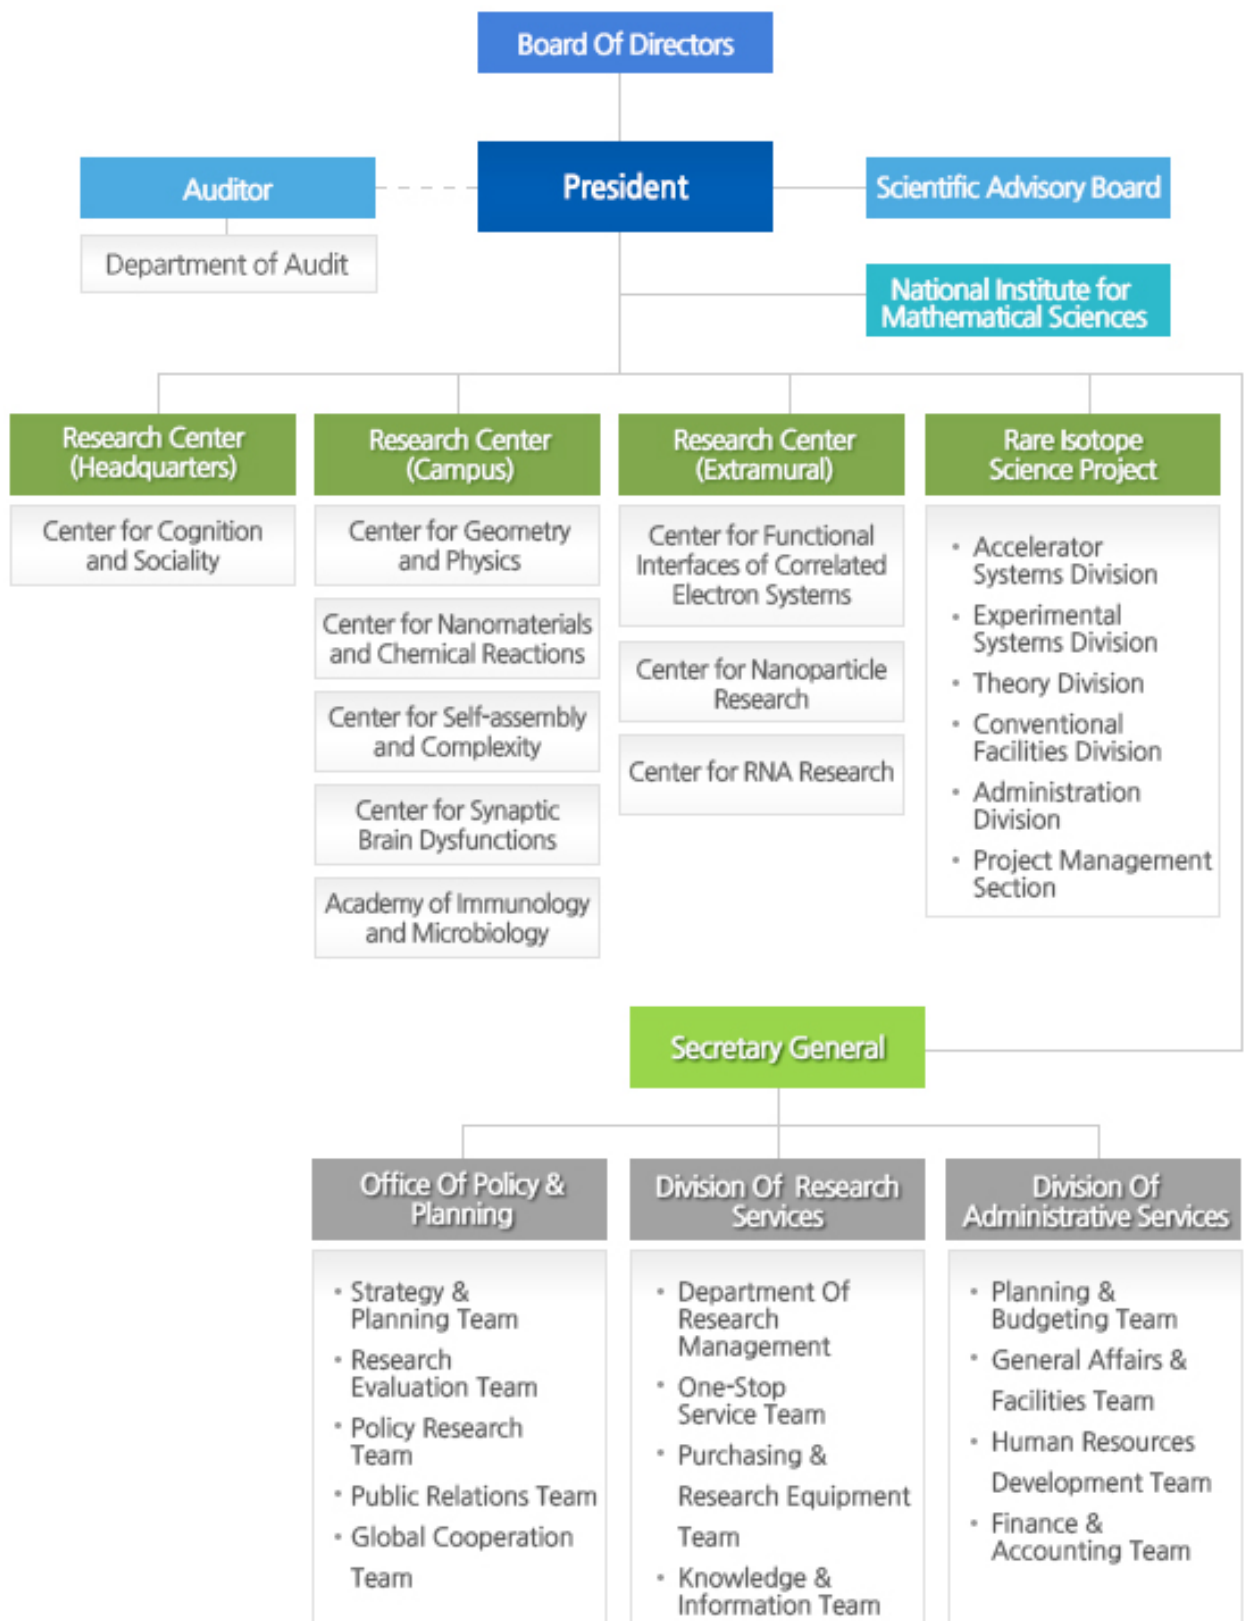 Board Of Directors
Auditor
President
Scientific Advisory Board
Department of Audit
National Institute for
Mathematical Sciences
Research Center
(Headquarters)
Center for Cognition
and Sociality
Research Center
(Campus)
Center for Geometry
and Physics
Center for Nanomaterials
and Chemical Reactions
Center for Self-assembly
and Complexity
Center for Synaptic
Brain Dysfunctions
Academy of Immunology
and Microbiology
Research Center
(Extramural)
Center for Functional
Interfaces of Correlated
Electron Systems
Center for Nanoparticle
Research
Center for RNA Research
Rare Isotope
Science Project
• Accelerator
Systems Division
• Experimental
Systems Division
• Theory Division
• Conventional
Facilities Division
• Administration
Division
• Project Management
Section
Secretary General
Office Of Policy &
Planning
• Strategy &
Planning Team
• Research
Evaluation Team
• Policy Research
Team
• Public Relations Team
• Global Cooperation
Team
Division Of Research
Services
• Department Of
Research
Management
• One-Stop
Service Team
• Purchasing &
Research Equipment
Team
• Knowledge &
Information Team
Division Of
Administrative Services
• Planning &
Budgeting Team
• General Affairs &
Facilities Team
• Human Resources
Development Team
• Finance &
Accounting Team